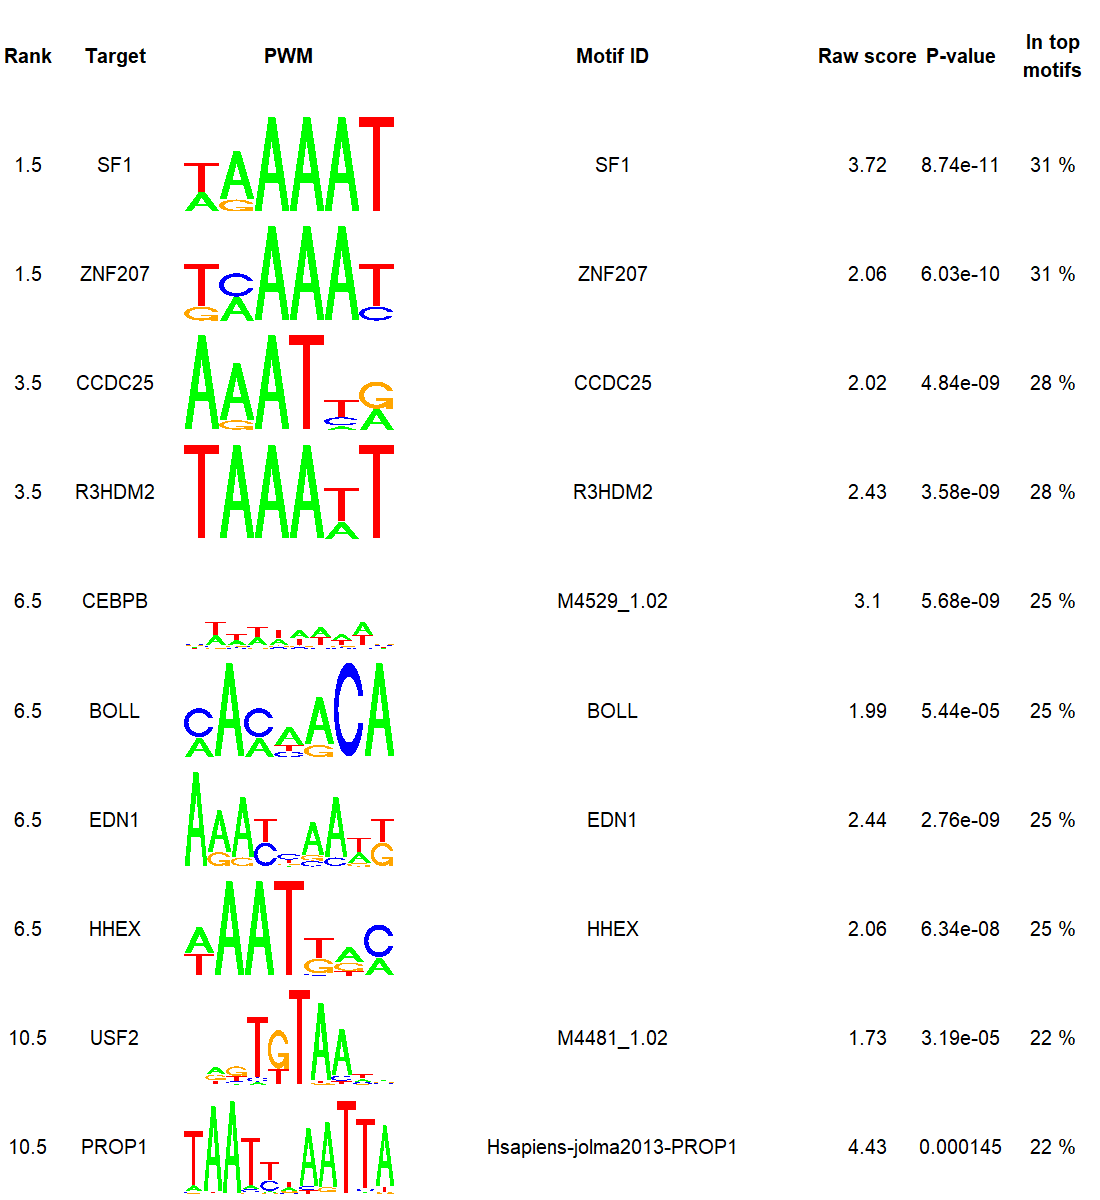 Rank Target PWM Motif ID Raw score P-value In top motifs
1.5 SF1 SF1 3.72 8.74e-11 31 %
1.5 ZNF207 ZNF207 2.06 6.03e-10 31 %
3.5 CCDC25 CCDC25 2.02 4.84e-09 28 %
3.5 R3HDM2 R3HDM2 2.43 3.58e-09 28 %
6.5 CEBPB M4529_1.02 3.1 5.68e-09 25 %
6.5 BOLL BOLL 1.99 5.44e-05 25 %
6.5 EDN1 EDN1 2.44 2.76e-09 25 %
6.5 HHEX HHEX 2.06 6.34e-08 25 %
10.5 USF2 M4481_1.02 1.73 3.19e-05 22 %
10.5 PROP1 Hsapiens-jolma2013-PROP1 4.43 0.000145 22 %